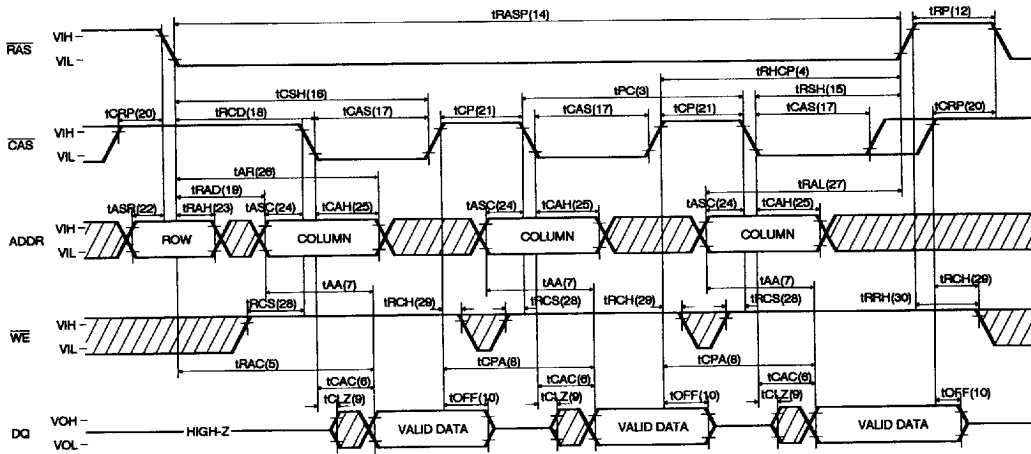 tRASP(14)
tRP(12)
RAS
VIH
VIL
tRHCP(4)
tCSH(16)
tPC(3)
tRSH(15)
tCRP(20)
tRCD(18)
tCAS(17)
tCP(21)
tCAS(17)
tCP(21)
tCAS(17)
tCRP(20)
CAS
VIH
VIL
tAR(26)
tRAD(19)
tRAL(27)
tASR(22)
tRAH(23)
tASC(24)
tCAH(25)
tASC(24)
tCAH(25)
tASC(24)
tCAH(25)
ADDR
VIH
VIL
ROW
COLUMN
COLUMN
COLUMN
tAA(7)
tAA(7)
tAA(7)
tRCS(28)
tRCH(29)
tRCS(28)
tRCH(29)
tRCS(28)
tRRH(30)
tRCH(29)
WE
VIH
VIL
tRAC(5)
tCPA(8)
tCPA(8)
tCAC(6)
tCAC(6)
tCAC(6)
tCLZ(9)
tOFF(10)
tCLZ(9)
tOFF(10)
tCLZ(9)
tOFF(10)
DQ
VOH
VOL
HIGH-Z
VALID DATA
VALID DATA
VALID DATA